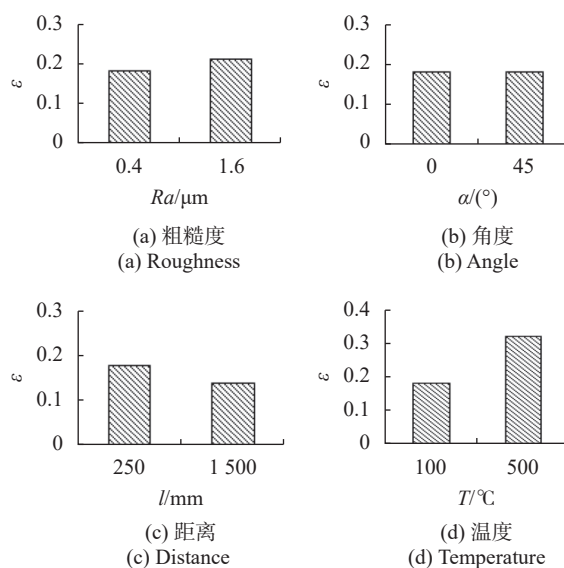 0.3
0.2
0.1
0
ε
0.4 1.6
Ra/μm
(a) 粗糙度
(a) Roughness
0.3
0.2
0.1
0
ε
0 45
α/(°)
(b) 角度
(b) Angle
0.3
0.2
0.1
0
ε
250 1 500
l/mm
(c) 距离
(c) Distance
0.4
0.3
0.2
0.1
0
ε
100 500
T/℃
(d) 温度
(d) Temperature